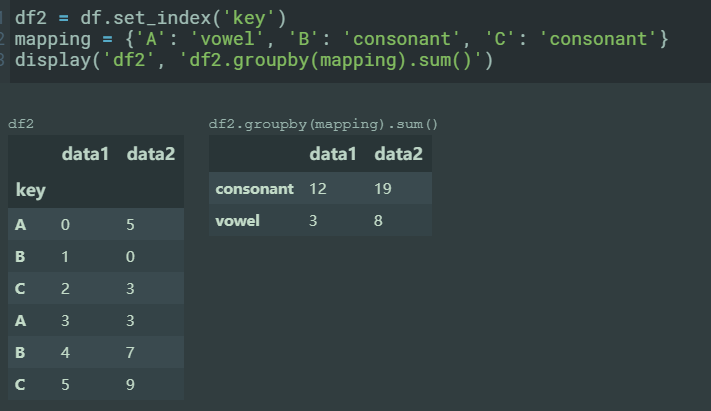 1 df2 = df.set_index('key')
2 mapping = {'A': 'vowel', 'B': 'consonant', 'C': 'consonant'}
3 display('df2', 'df2.groupby(mapping).sum()')
df2
data1 data2
key
A 0 5
B 1 0
C 2 3
A 3 3
B 4 7
C 5 9
df2.groupby(mapping).sum()
data1 data2
consonant 12 19
vowel 3 8